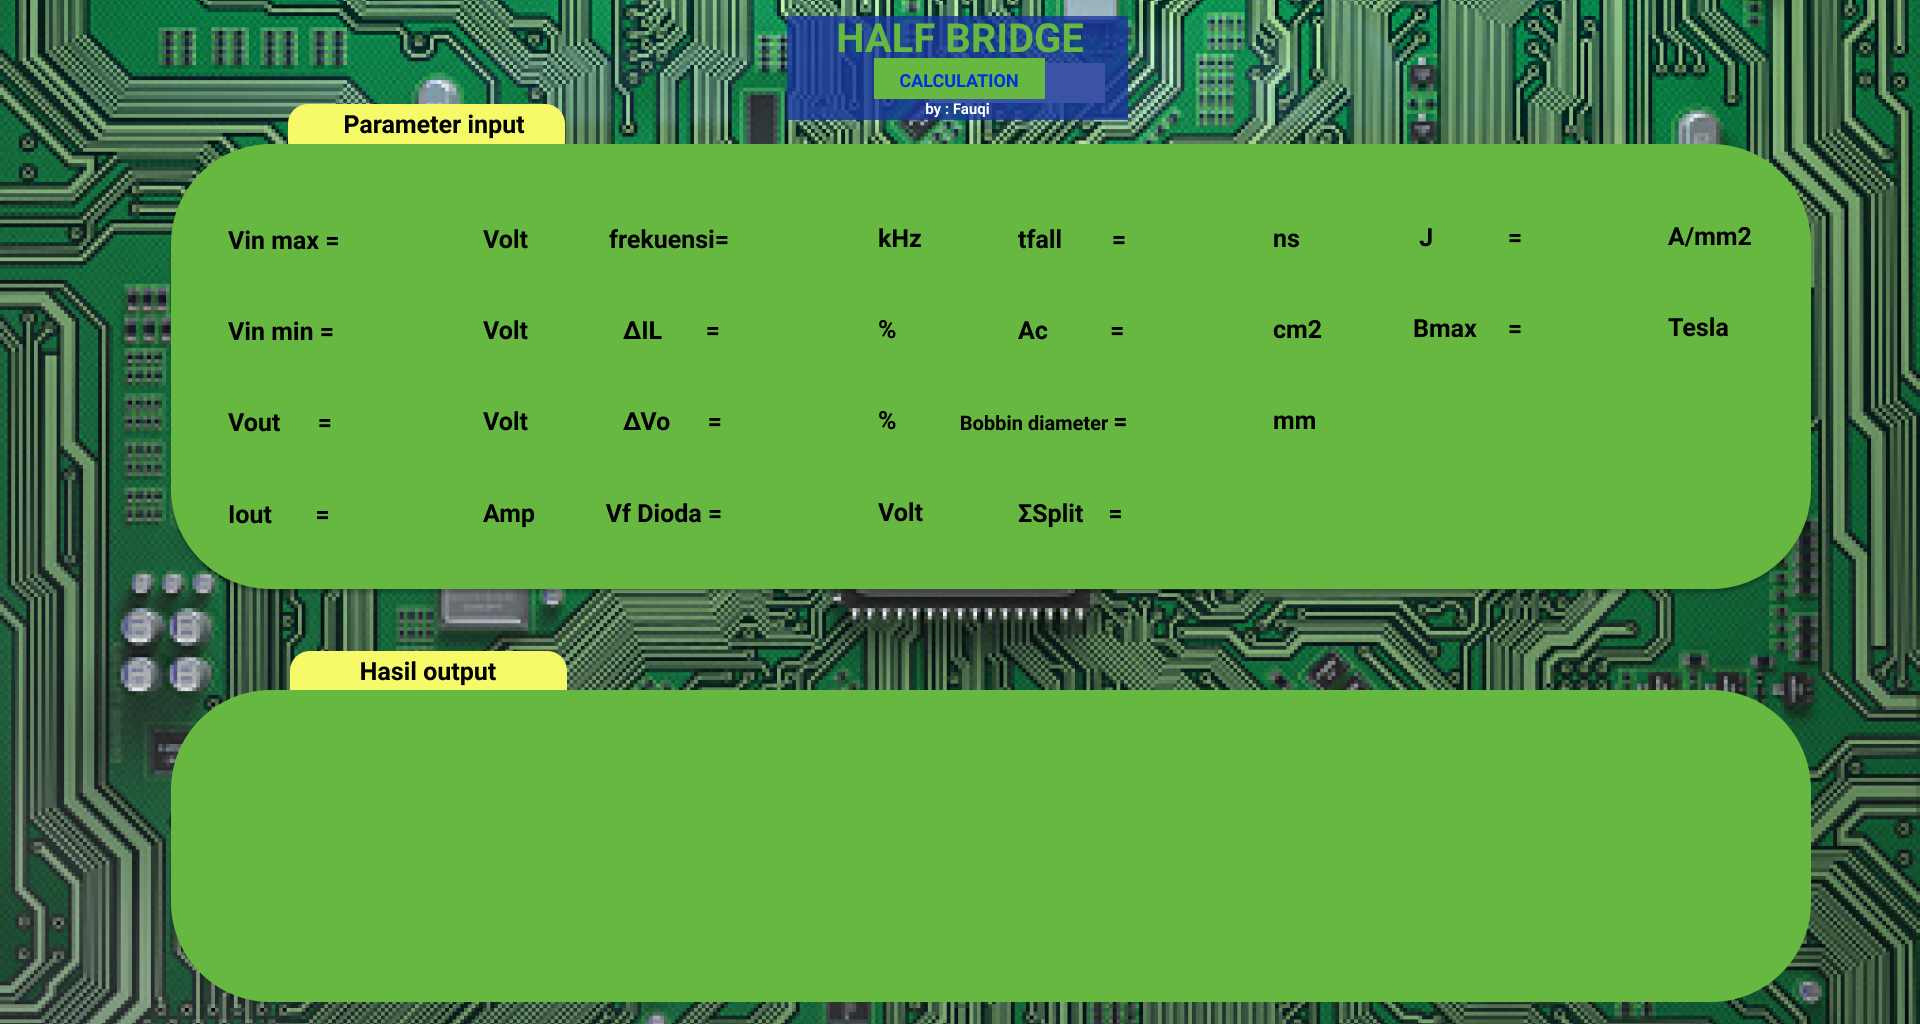 HALF BRIDGE
CALCULATION
by : Fauqi
Parameter input
Vin max = Volt frekuensi= kHz tfall = ns J = A/mm2
Vin min = Volt ΔIL = % Ac = cm2 Bmax = Tesla
Vout = Volt ΔVo = % Bobbin diameter = mm
Iout = Amp Vf Dioda = Volt ΣSplit =
Hasil output